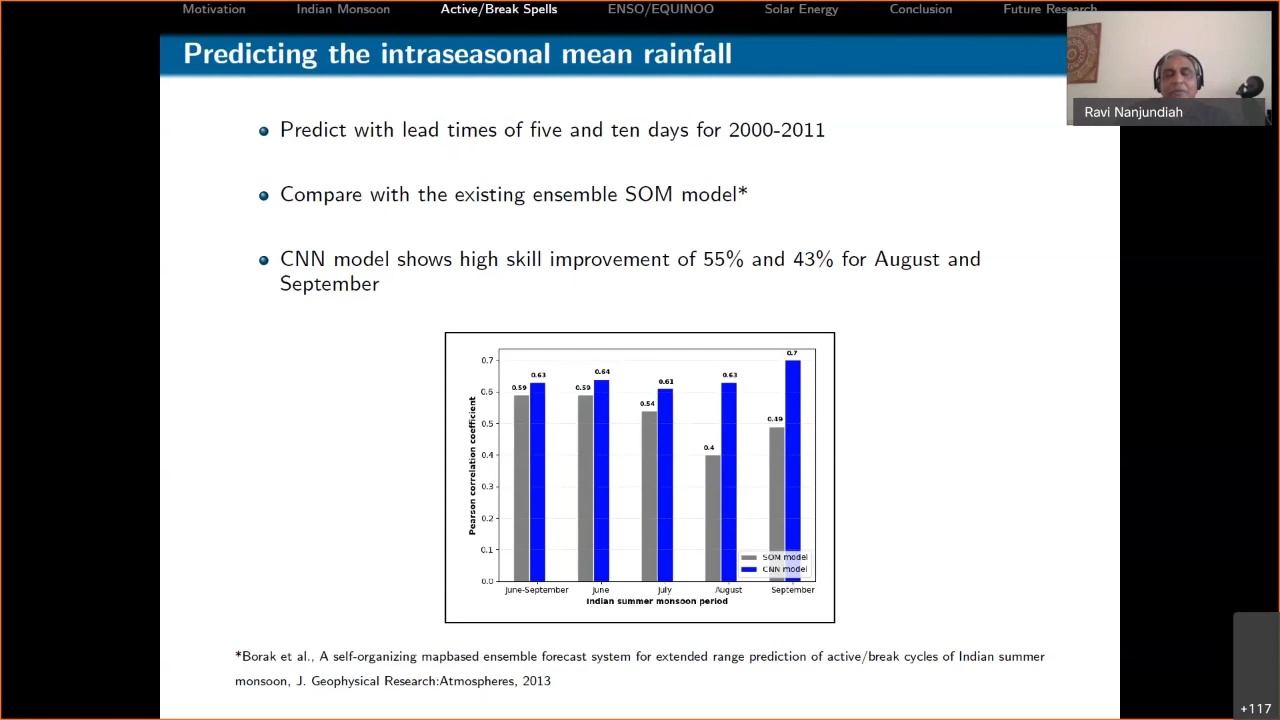 Motivation Indian Monsoon Active/Break Spells ENSO/EQUINOO Solar Energy Conclusion Future Research
Predicting the intraseasonal mean rainfall
Ravi Nanjundiah
Predict with lead times of five and ten days for 2000-2011
Compare with the existing ensemble SOM model*
CNN model shows high skill improvement of 55% and 43% for August and
September
0.7
0.6
0.5
0.4
0.3
0.2
0.1
0.0
Pearson correlation coefficient
0.59 0.63
0.59 0.64
0.54 0.61
0.4 0.63
0.49 0.7
SOM model
CNN model
June-September June July August September
Indian summer monsoon period
*Borak et al., A self-organizing mapbased ensemble forecast system for extended range prediction of active/break cycles of Indian summer
monsoon, J. Geophysical Research:Atmospheres, 2013
+117